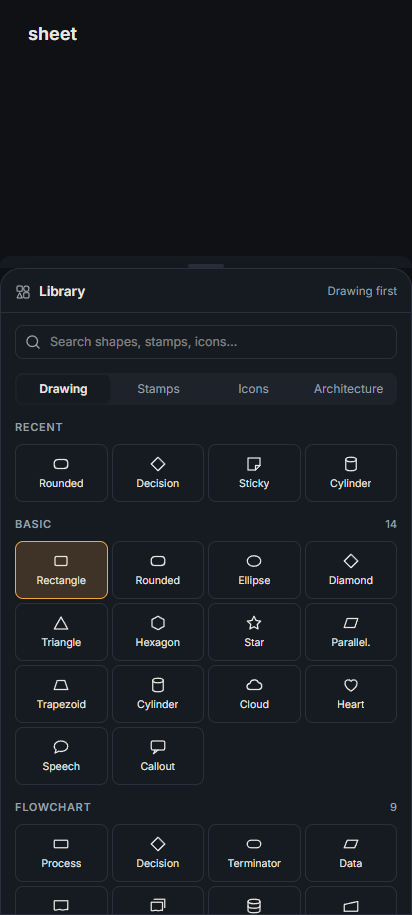 sheet
Library
Drawing first
Search shapes, stamps, icons...
Drawing Stamps Icons Architecture
RECENT
Rounded Decision Sticky Cylinder
BASIC 14
Rectangle Rounded Ellipse Diamond
Triangle Hexagon Star Parallel.
Trapezoid Cylinder Cloud Heart
Speech Callout
FLOWCHART 9
Process Decision Terminator Data